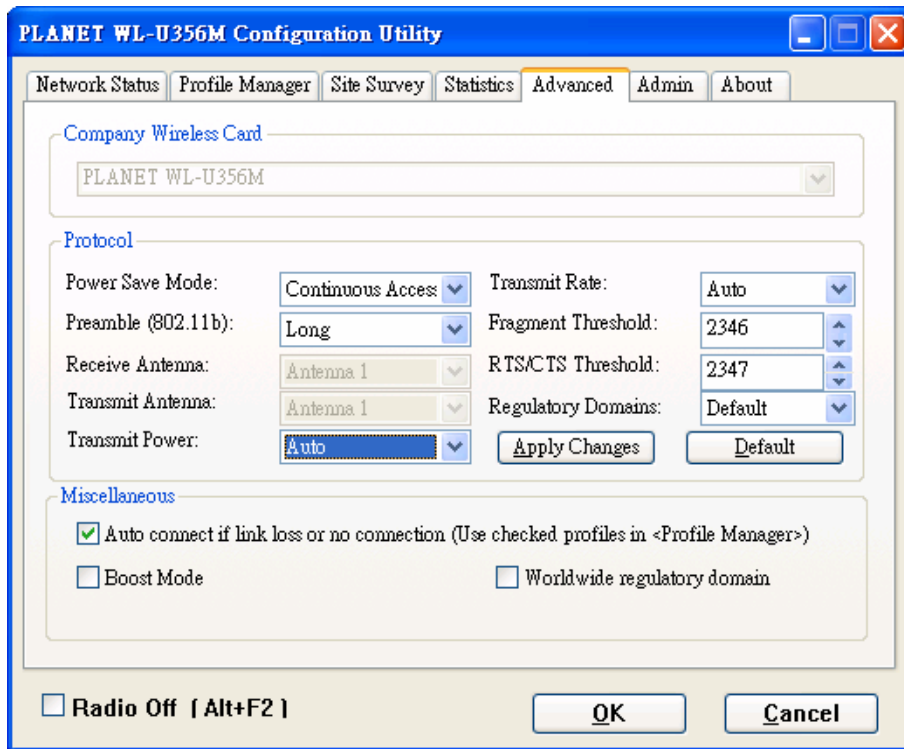 PLANET WL-U356M Configuration Utility
Network Status Profile Manager Site Survey Statistics Advanced Admin About
Company Wireless Card
PLANET WL-U356M
Protocol
Power Save Mode: Continuous Access Transmit Rate: Auto
Preamble (802.11b): Long Fragment Threshold: 2346
Receive Antenna: Antenna 1 RTS/CTS Threshold: 2347
Transmit Antenna: Antenna 1 Regulatory Domains: Default
Transmit Power: Auto Apply Changes Default
Miscellaneous
Auto connect if link loss or no connection (Use checked profiles in <Profile Manager>)
Boost Mode Worldwide regulatory domain
Radio Off [ Alt+F2 ] OK Cancel